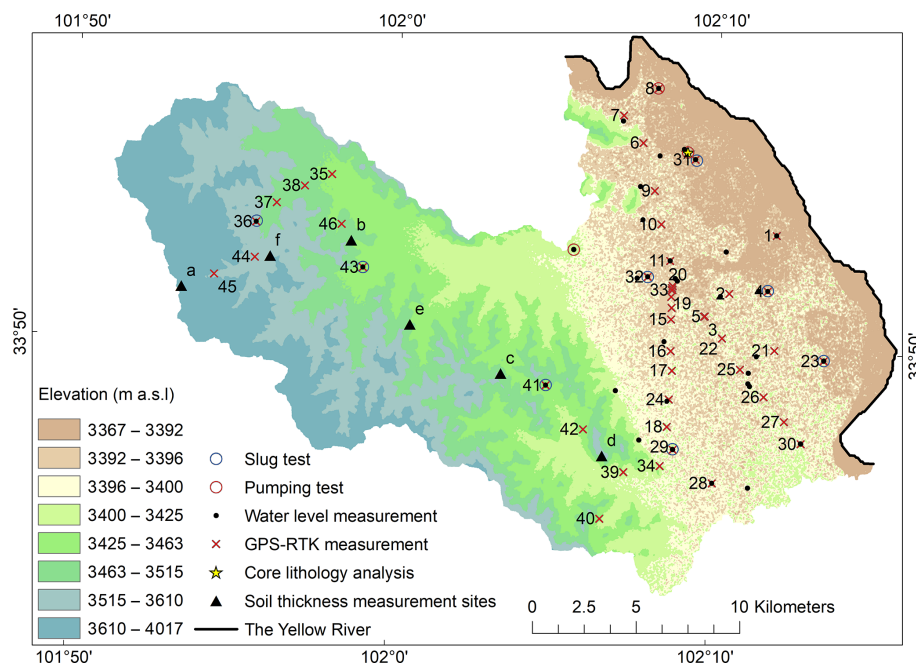 101°50' 102°0' 102°10'
8
7
6
31
9
35
38
37
36
46
b
10
1
44
f
43
11
a
45
32
20
33
2
4
19
e
15
5
3
33°50'
33°50'
16
22
21
23
c
17
25
41
Elevation (m a.s.l)
24
26
3367 – 3392
42
18
27
d
29
30
3392 – 3396
Slug test
39
34
3396 – 3400
Pumping test
28
3400 – 3425
Water level measurement
40
3425 – 3463
GPS-RTK measurement
3463 – 3515
Core lithology analysis
3515 – 3610
Soil thickness measurement sites
0 2.5 5 10 Kilometers
3610 – 4017
The Yellow River
101°50' 102°0' 102°10'